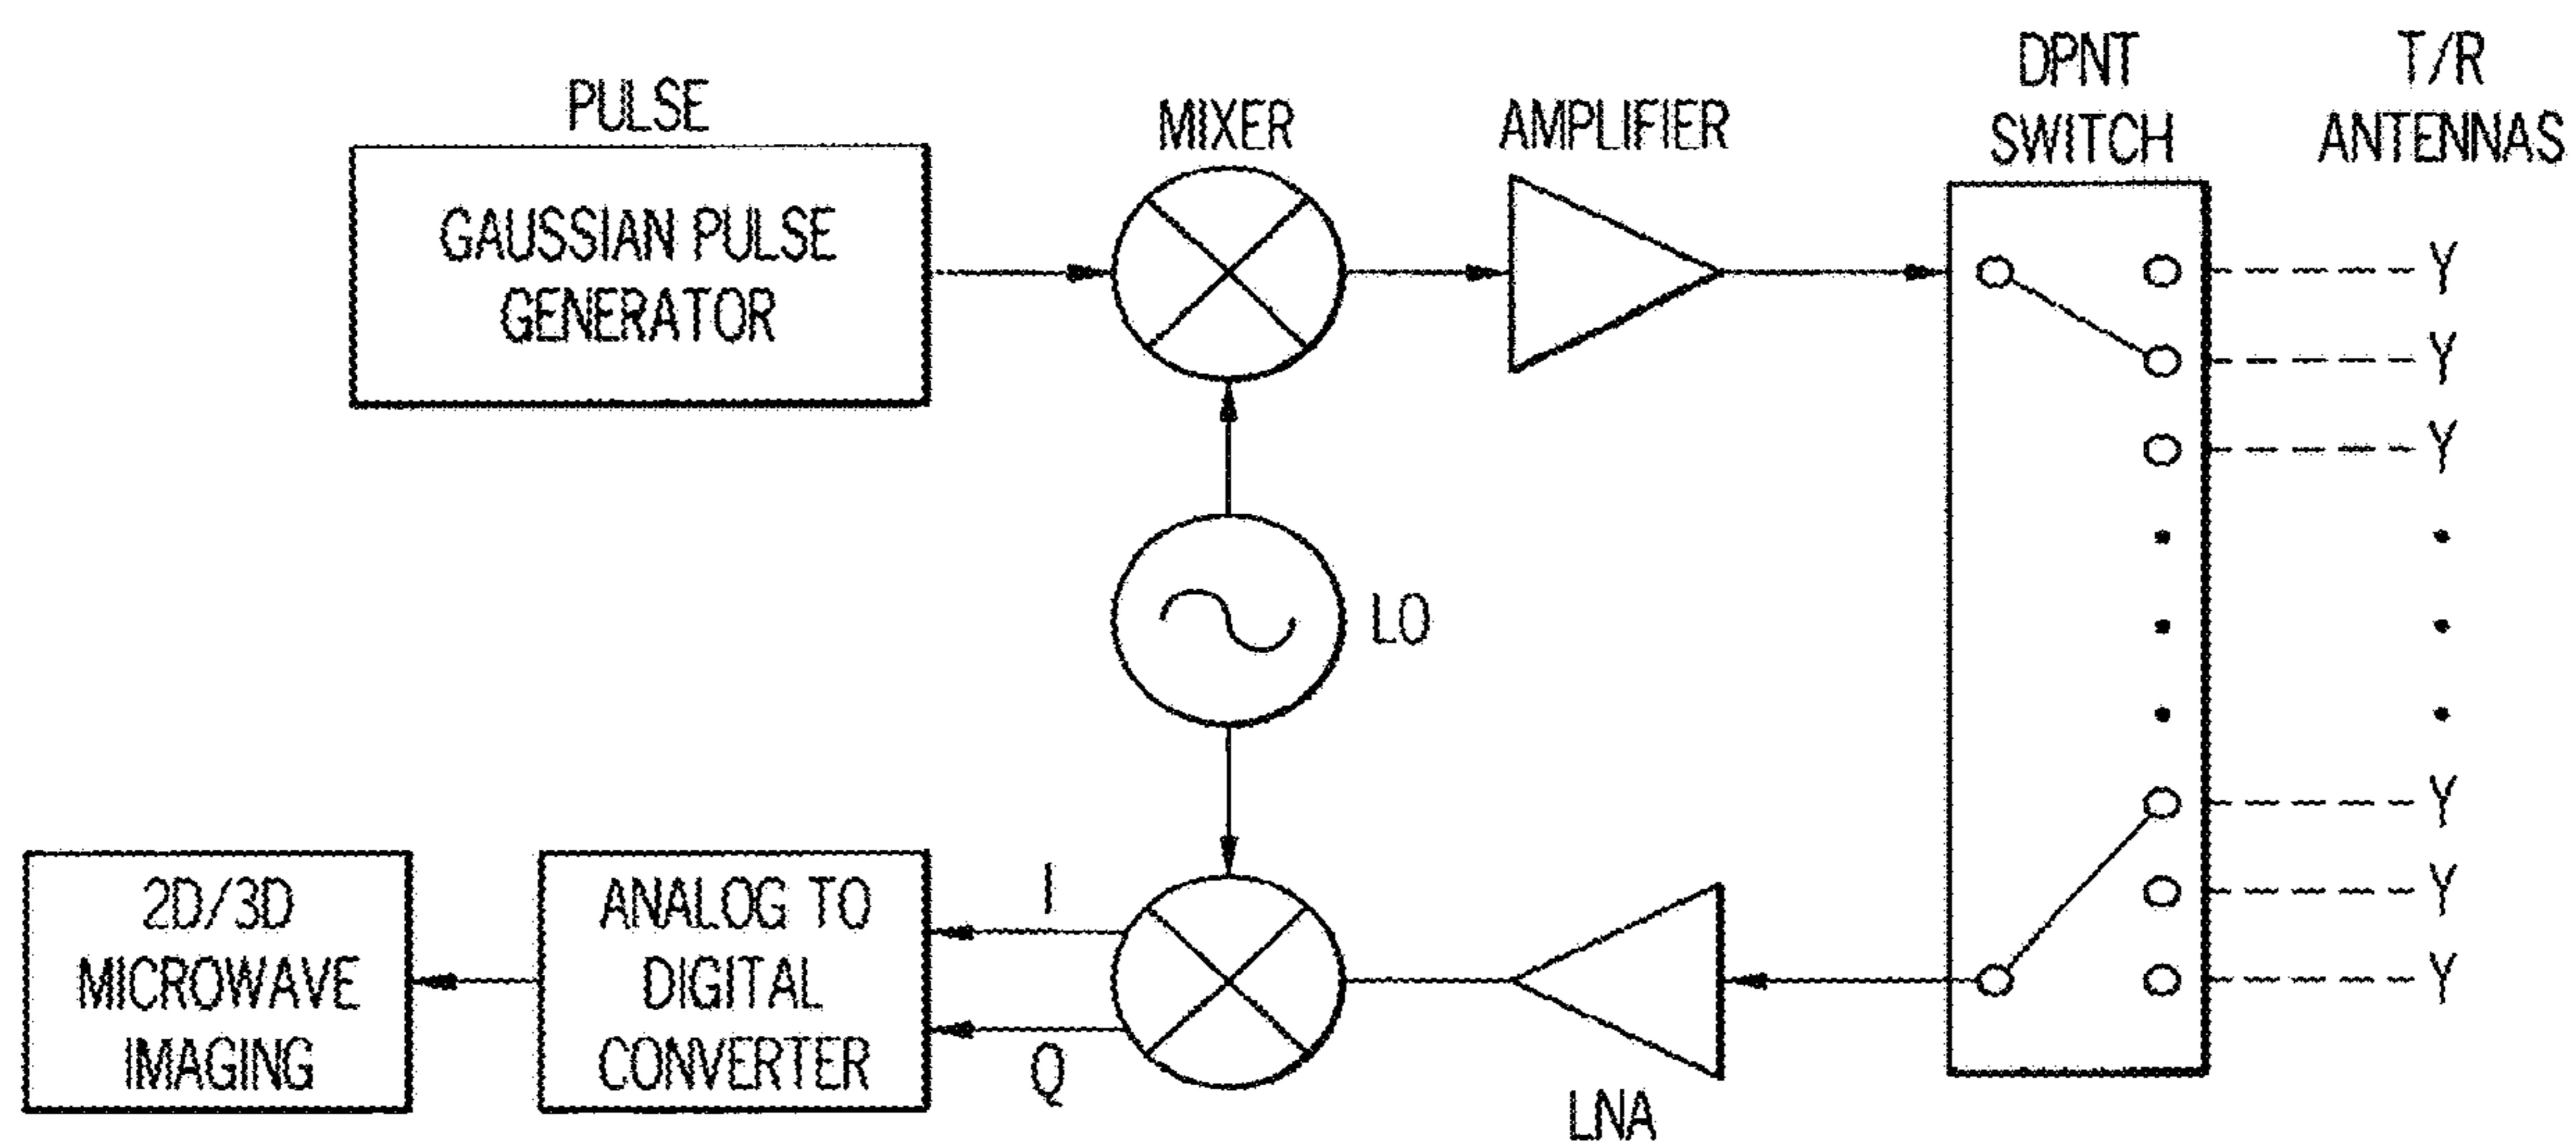 PULSE
GAUSSIAN PULSE
GENERATOR
MIXER
AMPLIFIER
DPNT
SWITCH
T/R
ANTENNAS
Y
Y
Y
LO
Y
Y
Y
2D/3D
MICROWAVE
IMAGING
ANALOG TO
DIGITAL
CONVERTER
I
Q
LNA